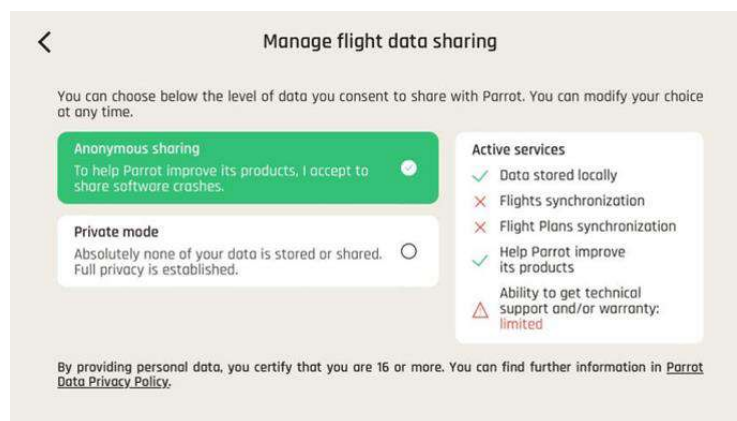 Manage flight data sharing
You can choose below the level of data you consent to share with Parrot. You can modify your choice
at any time.
Anonymous sharing
To help Parrot improve its products, I accept to
share software crashes.
Private mode
Absolutely none of your data is stored or shared.
Full privacy is established.
Active services
Data stored locally
Flights synchronization
Flight Plans synchronization
Help Parrot improve
its products
Ability to get technical
support and/or warranty:
limited
By providing personal data, you certify that you are 16 or more. You can find further information in Parrot
Data Privacy Policy.